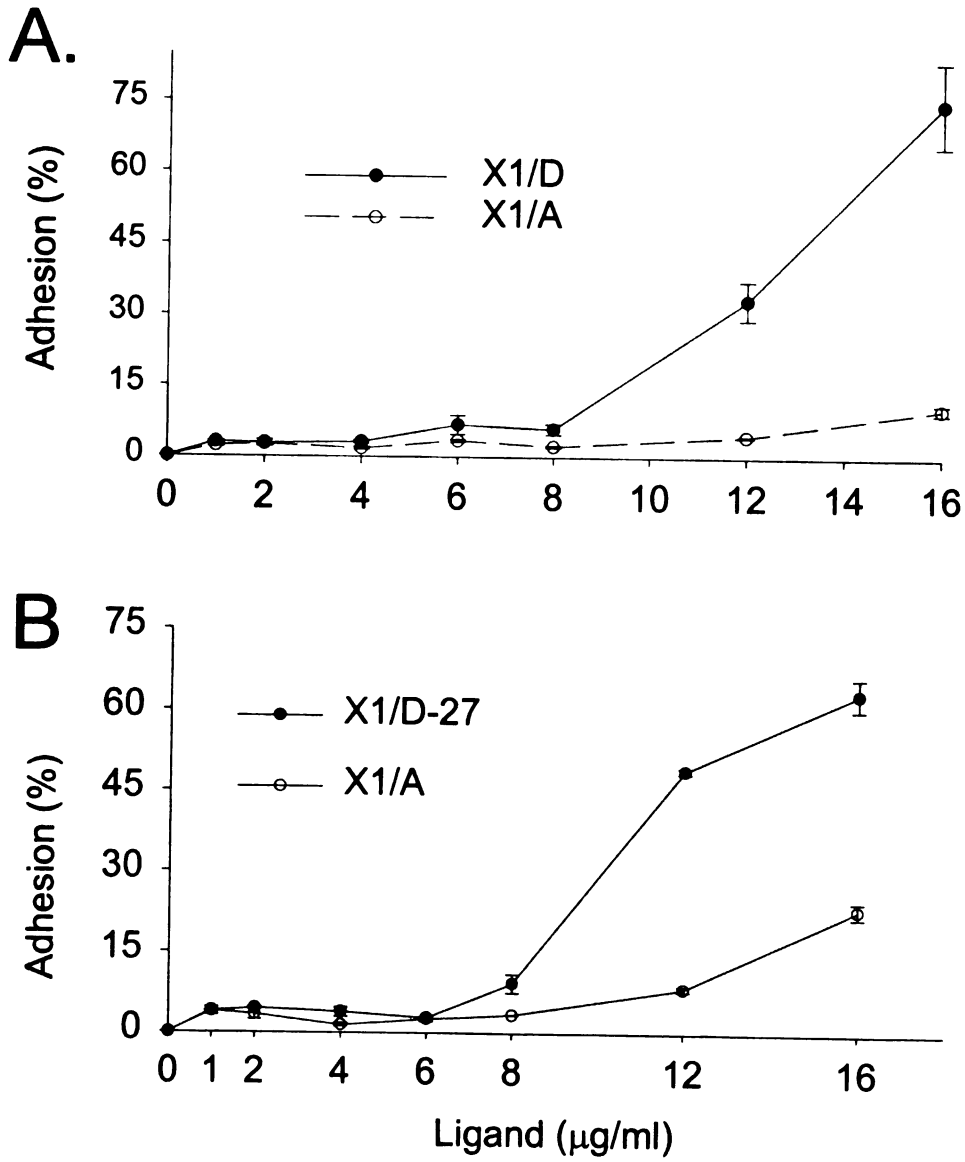 A.
75
60
45
30
15
0
Adhesion (%)
X1/D
X1/A
0 2 4 6 8 10 12 14 16
B
75
60
45
30
15
0
Adhesion (%)
X1/D-27
X1/A
0 1 2 4 6 8 12 16
Ligand (μg/ml)